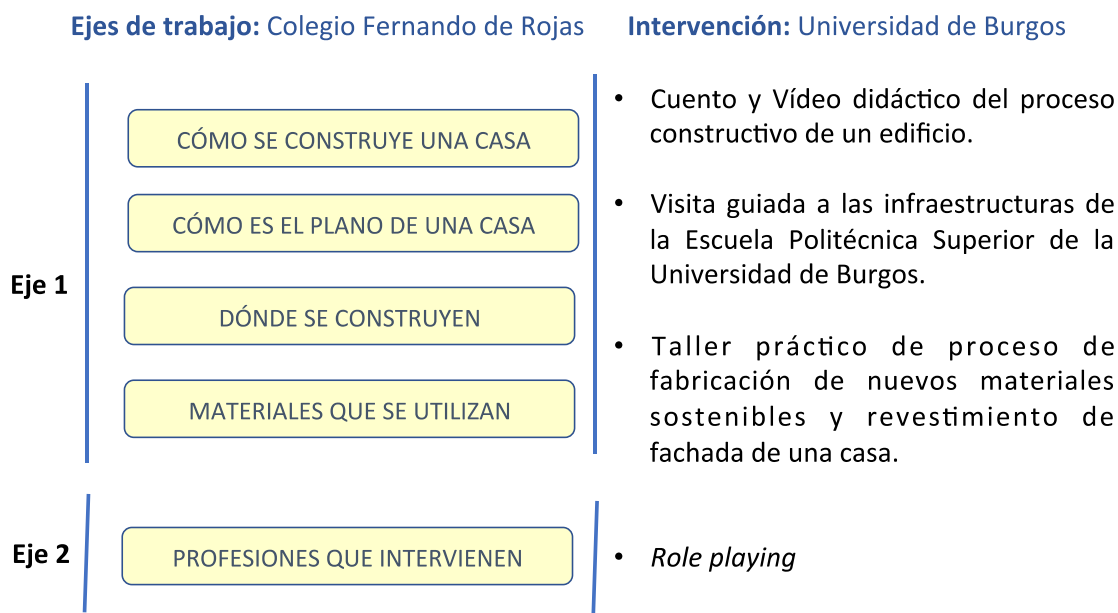 Ejes de trabajo: Colegio Fernando de Rojas
Intervención: Universidad de Burgos
Eje 1
CÓMO SE CONSTRUYE UNA CASA
CÓMO ES EL PLANO DE UNA CASA
DÓNDE SE CONSTRUYEN
MATERIALES QUE SE UTILIZAN
• Cuento y Vídeo didáctico del proceso
constructivo de un edificio.
• Visita guiada a las infraestructuras de
la Escuela Politécnica Superior de la
Universidad de Burgos.
• Taller práctico de proceso de
fabricación de nuevos materiales
sostenibles y revestimiento de
fachada de una casa.
Eje 2
PROFESIONES QUE INTERVIENEN
• Role playing